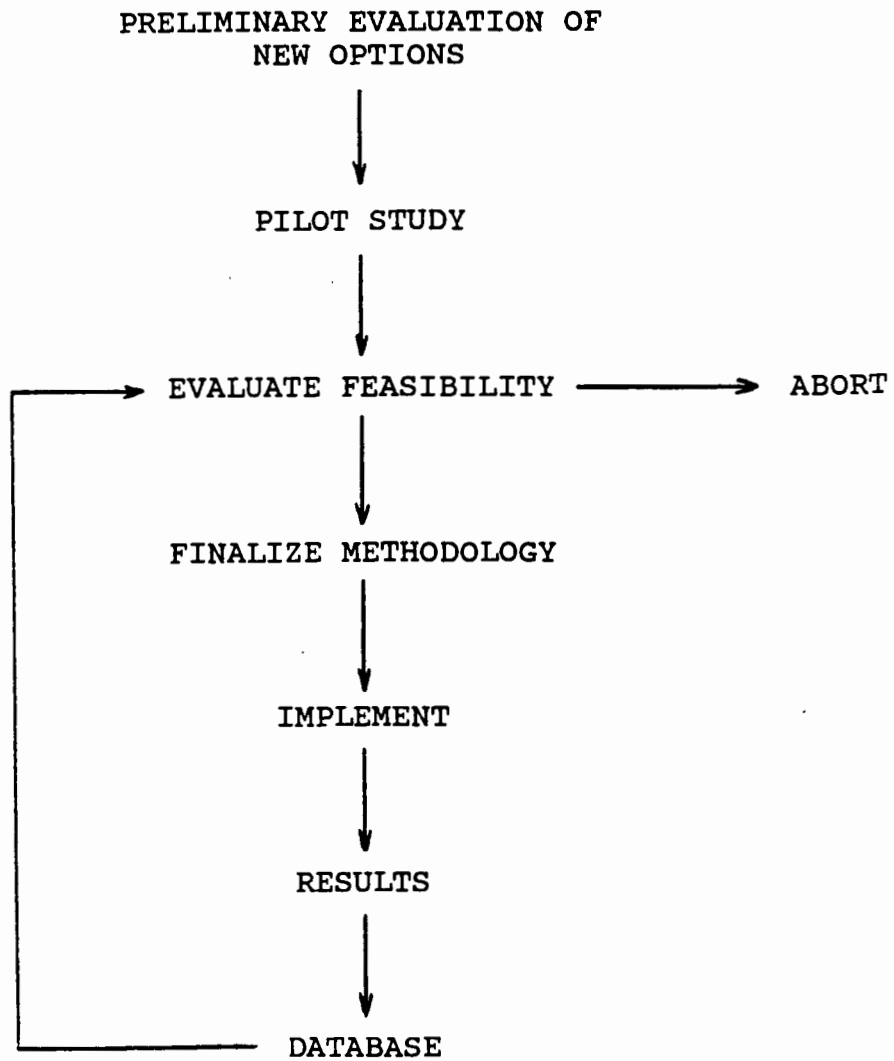 PRELIMINARY EVALUATION OF
NEW OPTIONS
PILOT STUDY
EVALUATE FEASIBILITY
ABORT
FINALIZE METHODOLOGY
IMPLEMENT
RESULTS
DATABASE